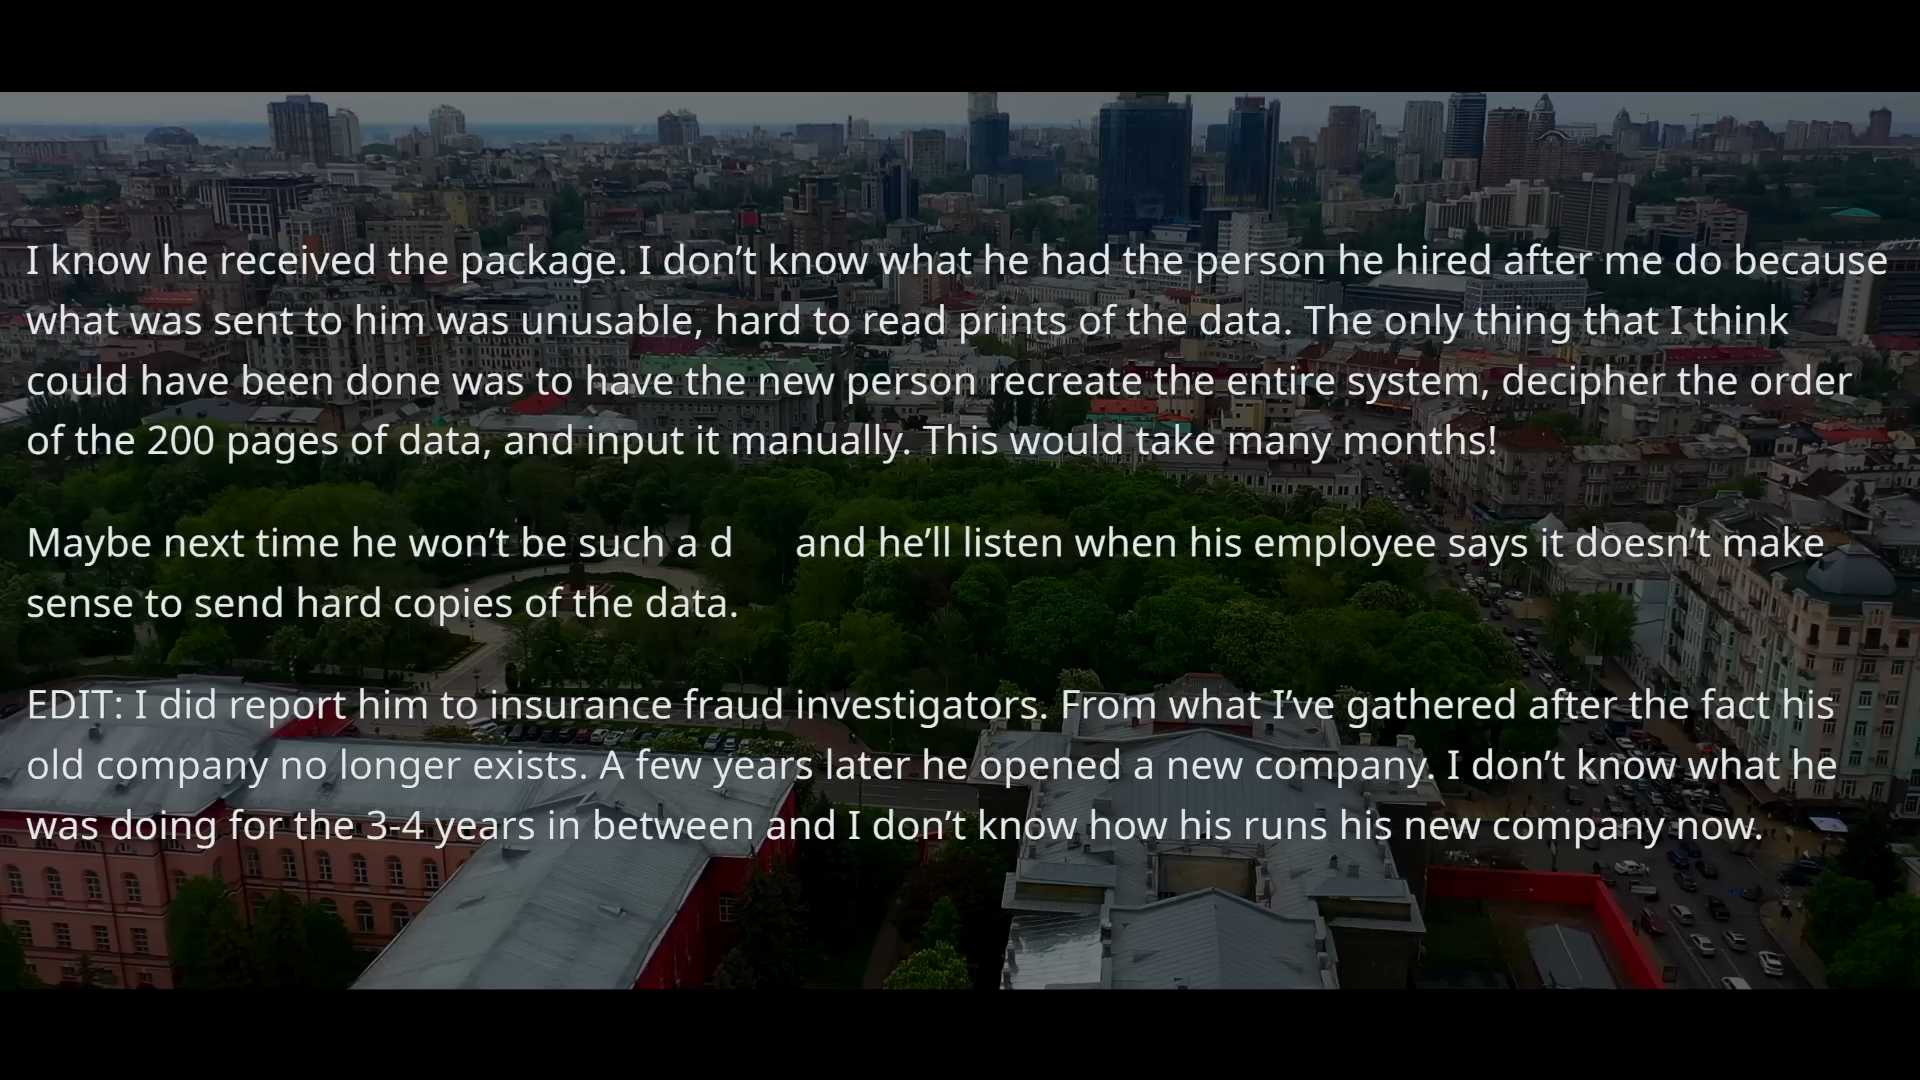 I know he received the package. I don’t know what he had the person he hired after me do because
what was sent to him was unusable, hard to read prints of the data. The only thing that I think
could have been done was to have the new person recreate the entire system, decipher the order
of the 200 pages of data, and input it manually. This would take many months!
Maybe next time he won’t be such a d and he’ll listen when his employee says it doesn’t make
sense to send hard copies of the data.
EDIT: I did report him to insurance fraud investigators. From what I’ve gathered after the fact his
old company no longer exists. A few years later he opened a new company. I don’t know what he
was doing for the 3-4 years in between and I don’t know how his runs his new company now.